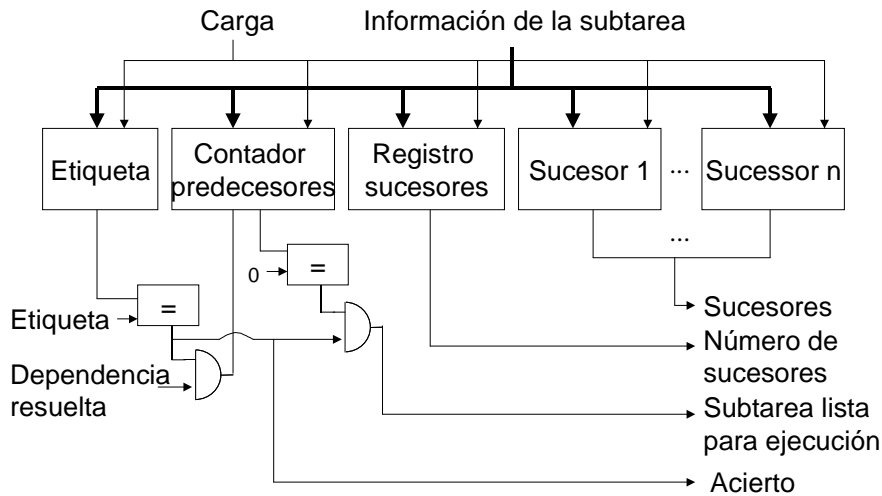 Carga
Información de la subtarea
Etiqueta
Contador
predecesores
Registro
sucesores
Sucesor 1
...
Sucessor n
...
0
=
=
Etiqueta
Dependencia
resuelta
Sucesores
Número de
sucesores
Subtarea lista
para ejecución
Acierto